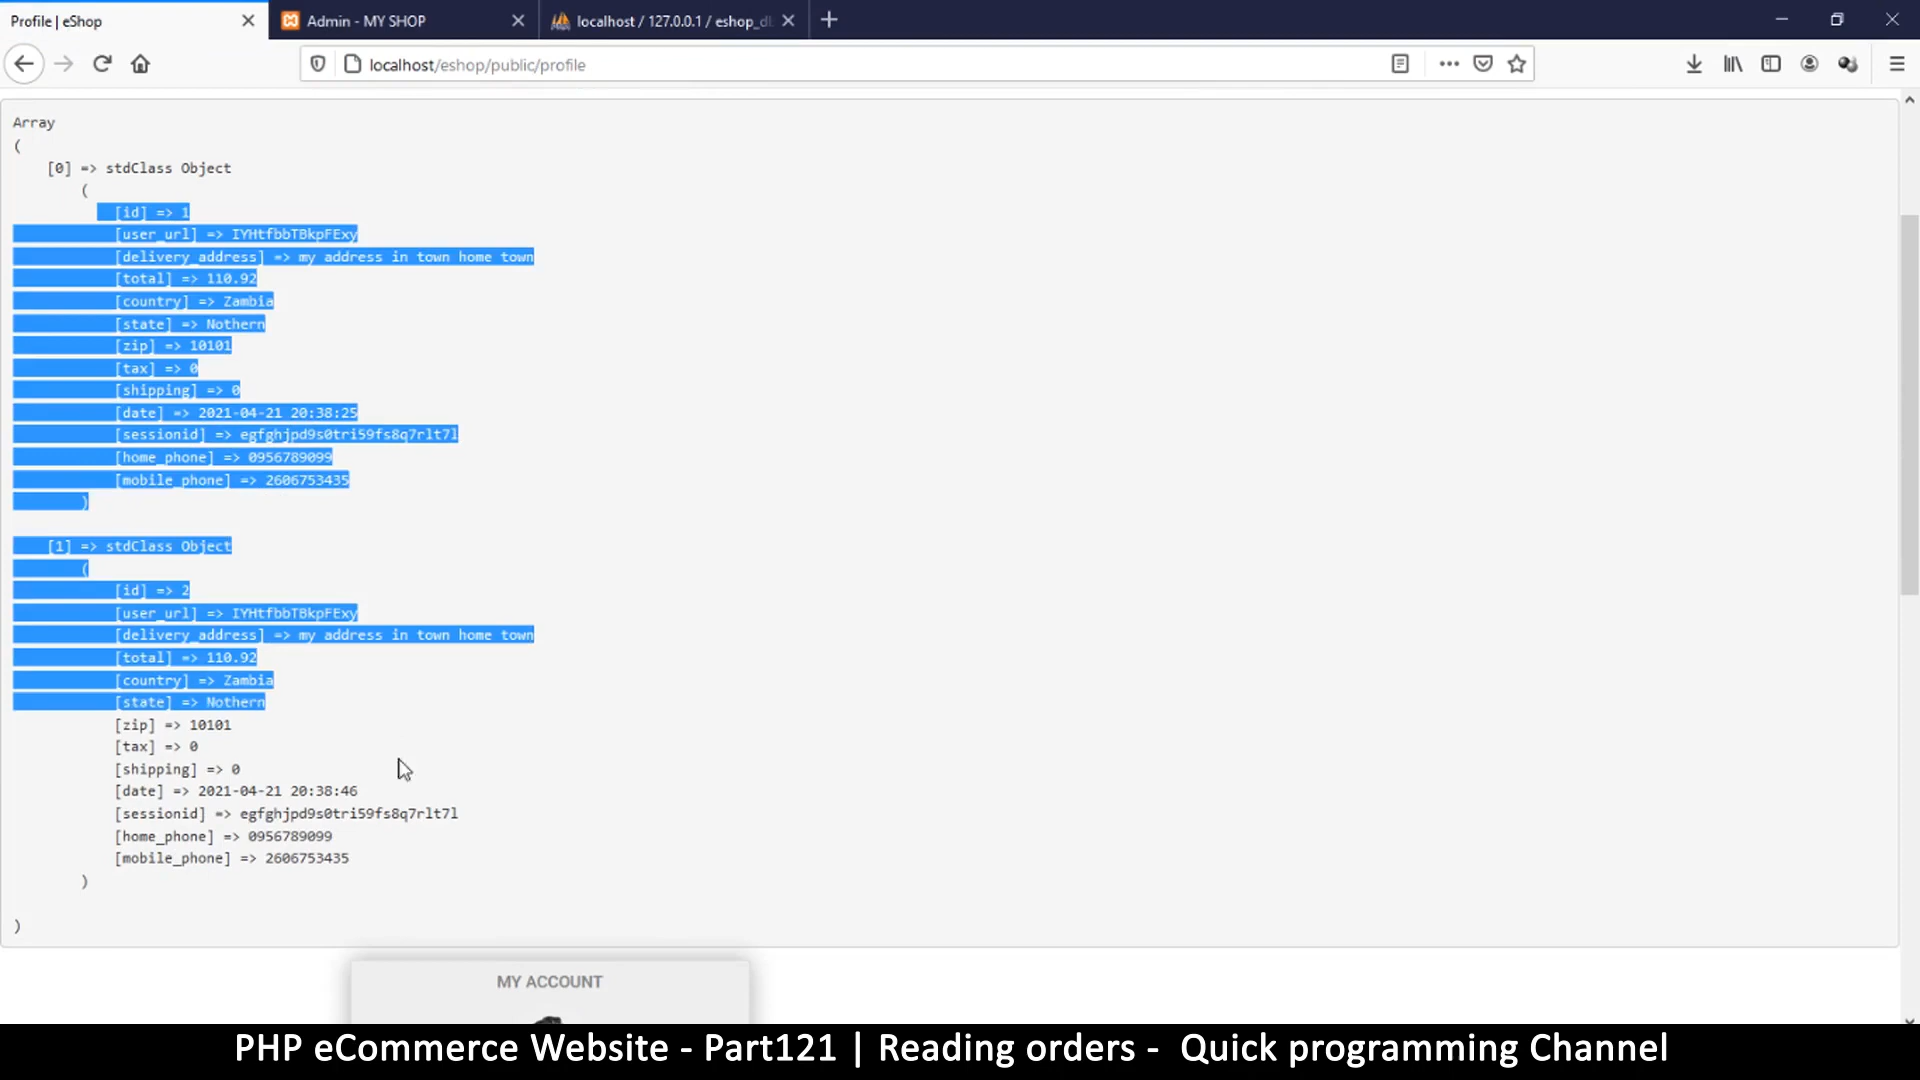 Profile | eShop
Admin - MY SHOP
localhost / 127.0.0.1 / eshop_d
localhost/eshop/public/profile
Array
(
[0] => stdClass Object
(
[id] => 1
[user_url] => IYHtfbbTBkpFExy
[delivery_address] => my address in town home town
[total] => 110.92
[country] => Zambia
[state] => Nothern
[zip] => 10101
[tax] => 0
[shipping] => 0
[date] => 2021-04-21 20:38:25
[sessionid] => egfghjpd9s0tri59fs8q7rlt7l
[home_phone] => 0956789099
[mobile_phone] => 2606753435
)
[1] => stdClass Object
(
[id] => 2
[user_url] => IYHtfbbTBkpFExy
[delivery_address] => my address in town home town
[total] => 110.92
[country] => Zambia
[state] => Nothern
[zip] => 10101
[tax] => 0
[shipping] => 0
[date] => 2021-04-21 20:38:46
[sessionid] => egfghjpd9s0tri59fs8q7rlt7l
[home_phone] => 0956789099
[mobile_phone] => 2606753435
)
)
MY ACCOUNT
PHP eCommerce Website - Part121 | Reading orders - Quick programming Channel